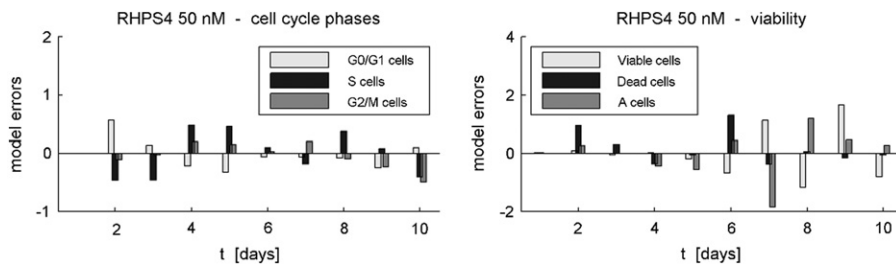 RHPS4 50 nM - cell cycle phases
2
1
0
-1
model errors
G0/G1 cells
S cells
G2/M cells
2 4 6 8 10
t [days]
RHPS4 50 nM - viability
4
2
0
-2
model errors
Viable cells
Dead cells
A cells
2 4 6 8 10
t [days]